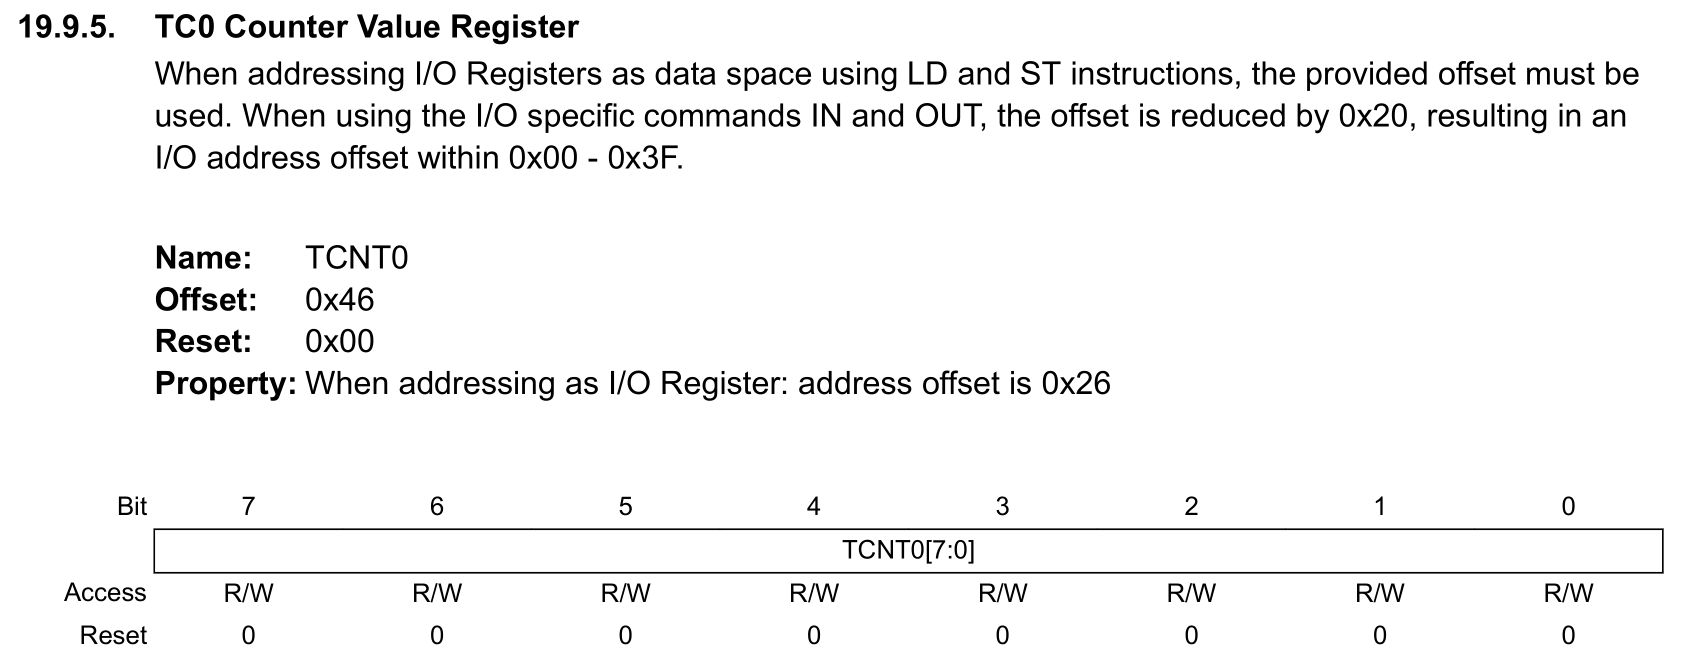 19.9.5. TC0 Counter Value Register
When addressing I/O Registers as data space using LD and ST instructions, the provided offset must be
used. When using the I/O specific commands IN and OUT, the offset is reduced by 0x20, resulting in an
I/O address offset within 0x00 - 0x3F.
Name: TCNT0
Offset: 0x46
Reset: 0x00
Property: When addressing as I/O Register: address offset is 0x26
Bit 7 6 5 4 3 2 1 0
TCNT0[7:0]
Access R/W R/W R/W R/W R/W R/W R/W R/W
Reset 0 0 0 0 0 0 0 0